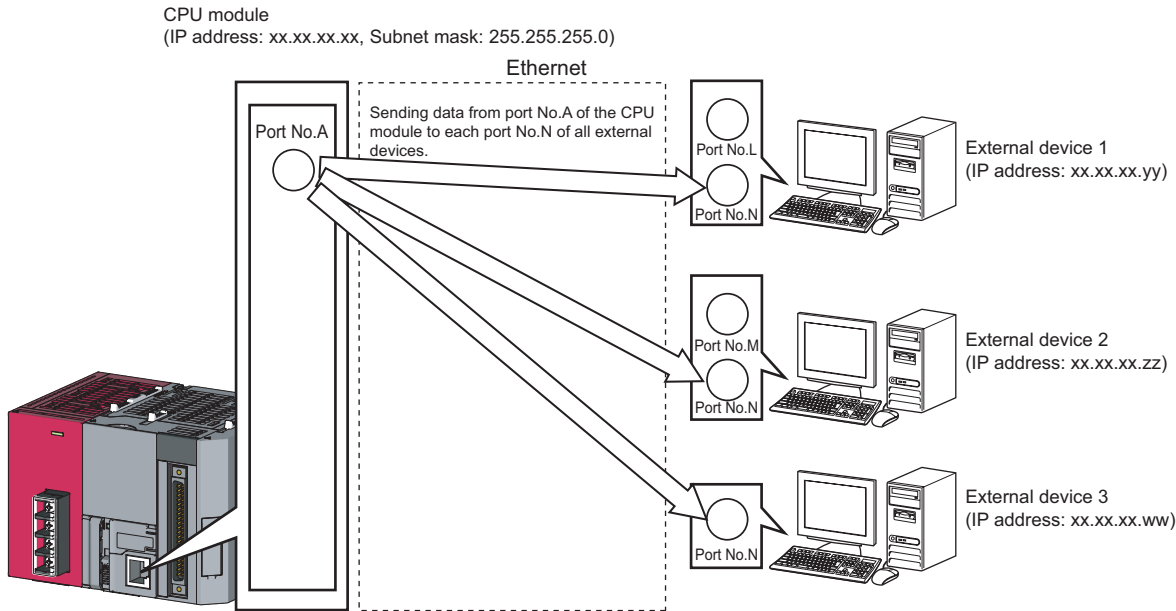 CPU module
(IP address: xx.xx.xx.xx, Subnet mask: 255.255.255.0)
Ethernet
Port No.A
Sending data from port No.A of the CPU
module to each port No.N of all external
devices.
Port No.L
Port No.N
External device 1
(IP address: xx.xx.xx.yy)
Port No.M
Port No.N
External device 2
(IP address: xx.xx.xx.zz)
Port No.N
External device 3
(IP address: xx.xx.xx.ww)